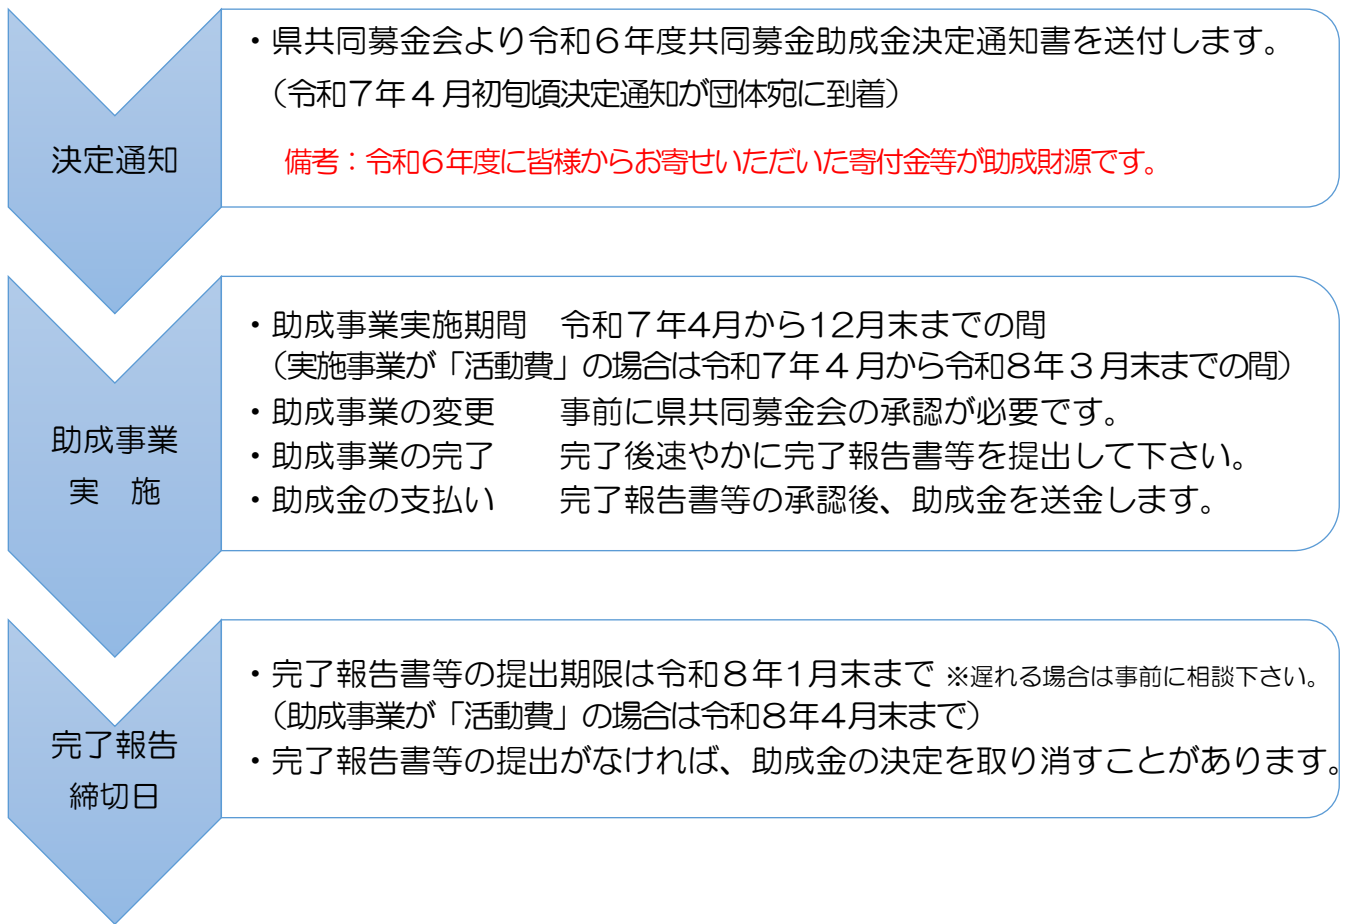 決定通知
・県共同募金会より令和６年度共同募金助成金決定通知書を送付します。
（令和７年４月初旬頃決定通知が団体宛に到着）
備考：令和６年度に皆様からお寄せいただいた寄付金等が助成財源です。
助成事業
実　施
・助成事業実施期間　令和７年4月から12月末までの間
（実施事業が「活動費」の場合は令和７年４月から令和８年３月末までの間）
・助成事業の変更　　事前に県共同募金会の承認が必要です。
・助成事業の完了　　完了後速やかに完了報告書等を提出して下さい。
・助成金の支払い　　完了報告書等の承認後、助成金を送金します。
完了報告
締切日
・完了報告書等の提出期限は令和８年1月末まで ※遅れる場合は事前に相談下さい。
（助成事業が「活動費」の場合は令和8年4月末まで）
・完了報告書等の提出がなければ、助成金の決定を取り消すことがあります。